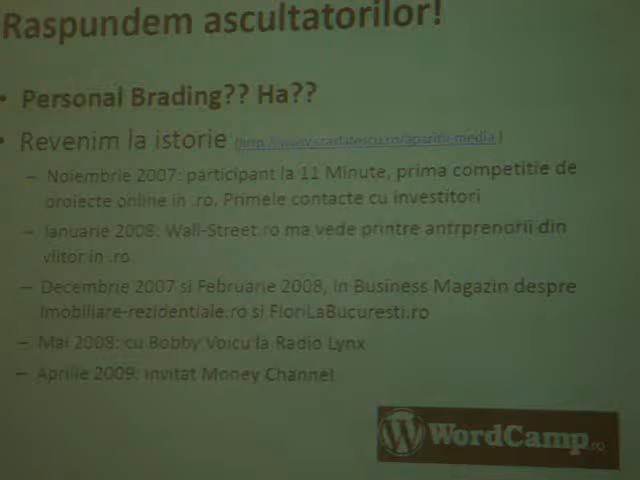 Raspundem ascultatorilor!
• Personal Brading?? Ha??
• Revenim la istorie (http://www.scarlatescu.ro/aparitii-media )
– Noiembrie 2007: participant la 11 Minute, prima competitie de
proiecte online in .ro. Primele contacte cu investitori
– Ianuarie 2008: Wall-Street.ro ma vede printre antrprenorii din
viitor in .ro
– Decembrie 2007 si Februarie 2008, in Business Magazin despre
Imobiliare-rezidentiale.ro si FloriLaBucuresti.ro
– Mai 2008: cu Bobby Voicu la Radio Lynx
– Aprilie 2009: invitat Money Channel
WordCamp.ro